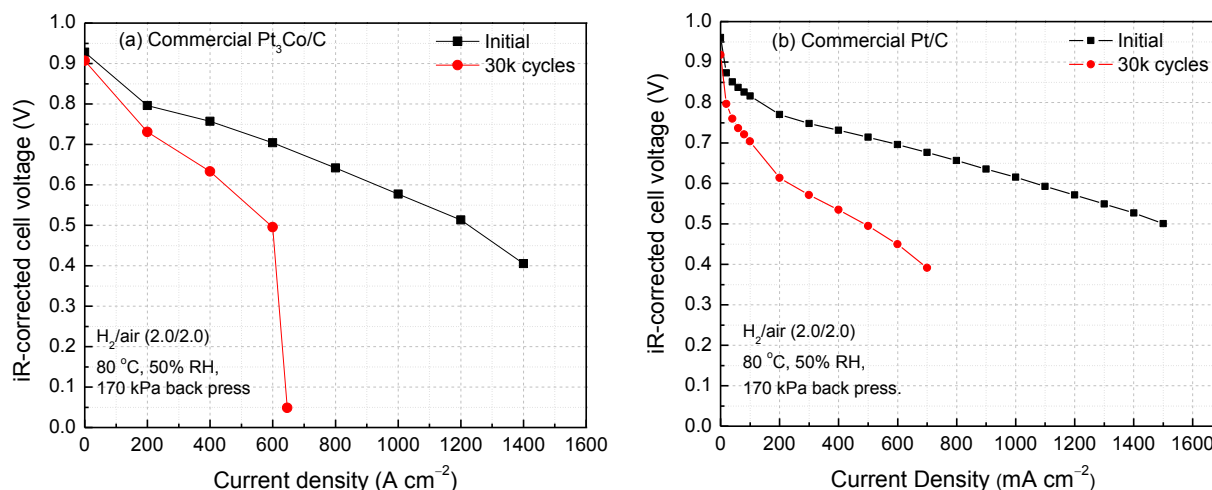 (a) Commercial Pt₃Co/C
Initial
30k cycles
iR-corrected cell voltage (V)
1.0
0.9
0.8
0.7
0.6
0.5
0.4
0.3
0.2
0.1
0.0
H₂/air (2.0/2.0)
80 °C, 50% RH,
170 kPa back press
0 200 400 600 800 1000 1200 1400 1600
Current density (A cm⁻²)
(b) Commercial Pt/C
Initial
30k cycles
iR-corrected cell voltage (V)
1.0
0.9
0.8
0.7
0.6
0.5
0.4
0.3
0.2
0.1
0.0
H₂/air (2.0/2.0)
80 °C, 50% RH,
170 kPa back press.
0 200 400 600 800 1000 1200 1400 1600
Current Density (mA cm⁻²)